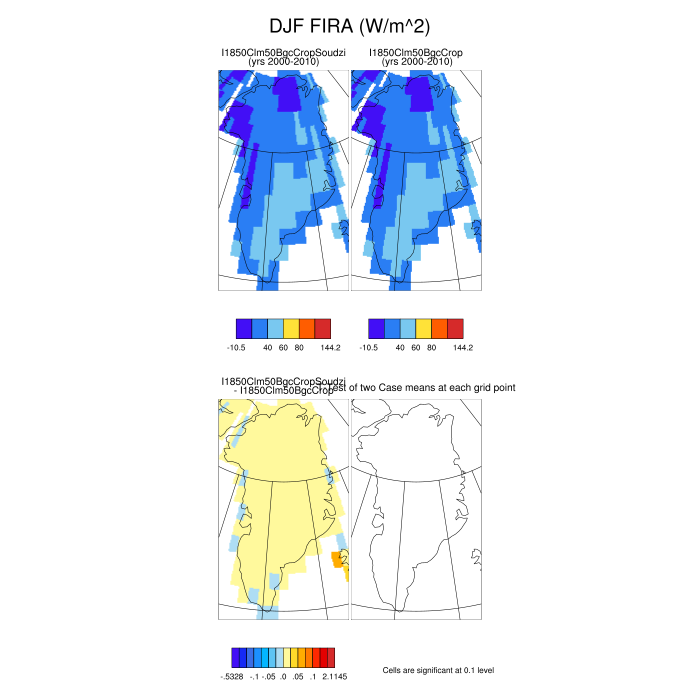 DJF FIRA (W/m^2)
I1850Clm50BgcCropSoudzi
(yrs 2000-2010)
I1850Clm50BgcCrop
(yrs 2000-2010)
-10.5 40 60 80 144.2
-10.5 40 60 80 144.2
I1850Clm50BgcCropSoudzi
- I1850Clm50BgcCrop
Test of two Case means at each grid point
-.5328 -.1 -.05 .0 .05 .1 2.1145
Cells are significant at 0.1 level